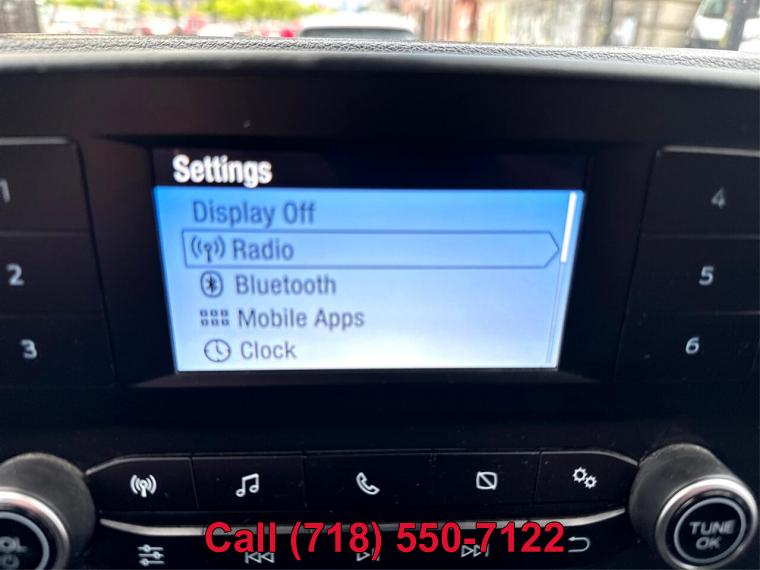 Settings
Display Off
Radio
Bluetooth
Mobile Apps
Clock
1
2
3
4
5
6
TUNE
OK
Call (718) 550-7122